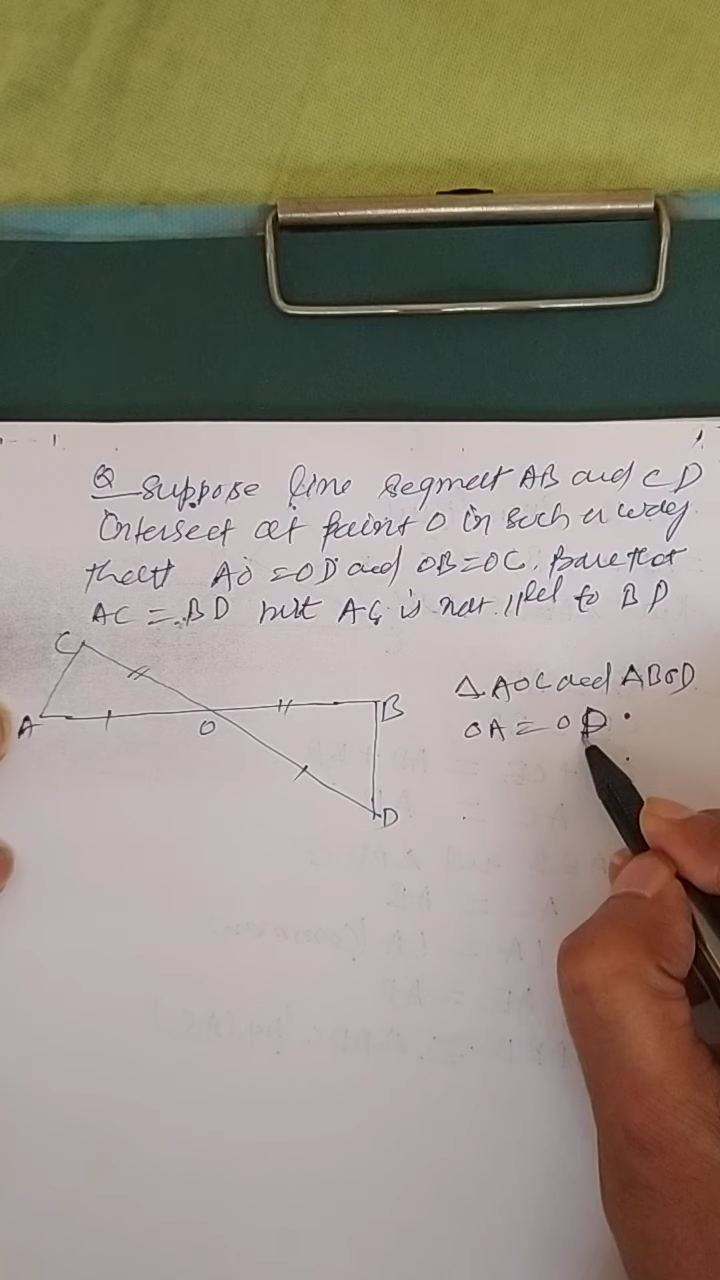 Q Suppose line segment AB and CD
intersect at point O in such a way
that AO = OD and OB = OC. Prove that
AC = BD but AC is not ||el to BD
C
A
O
B
D
Δ AOC and ΔBOD
OA = OD